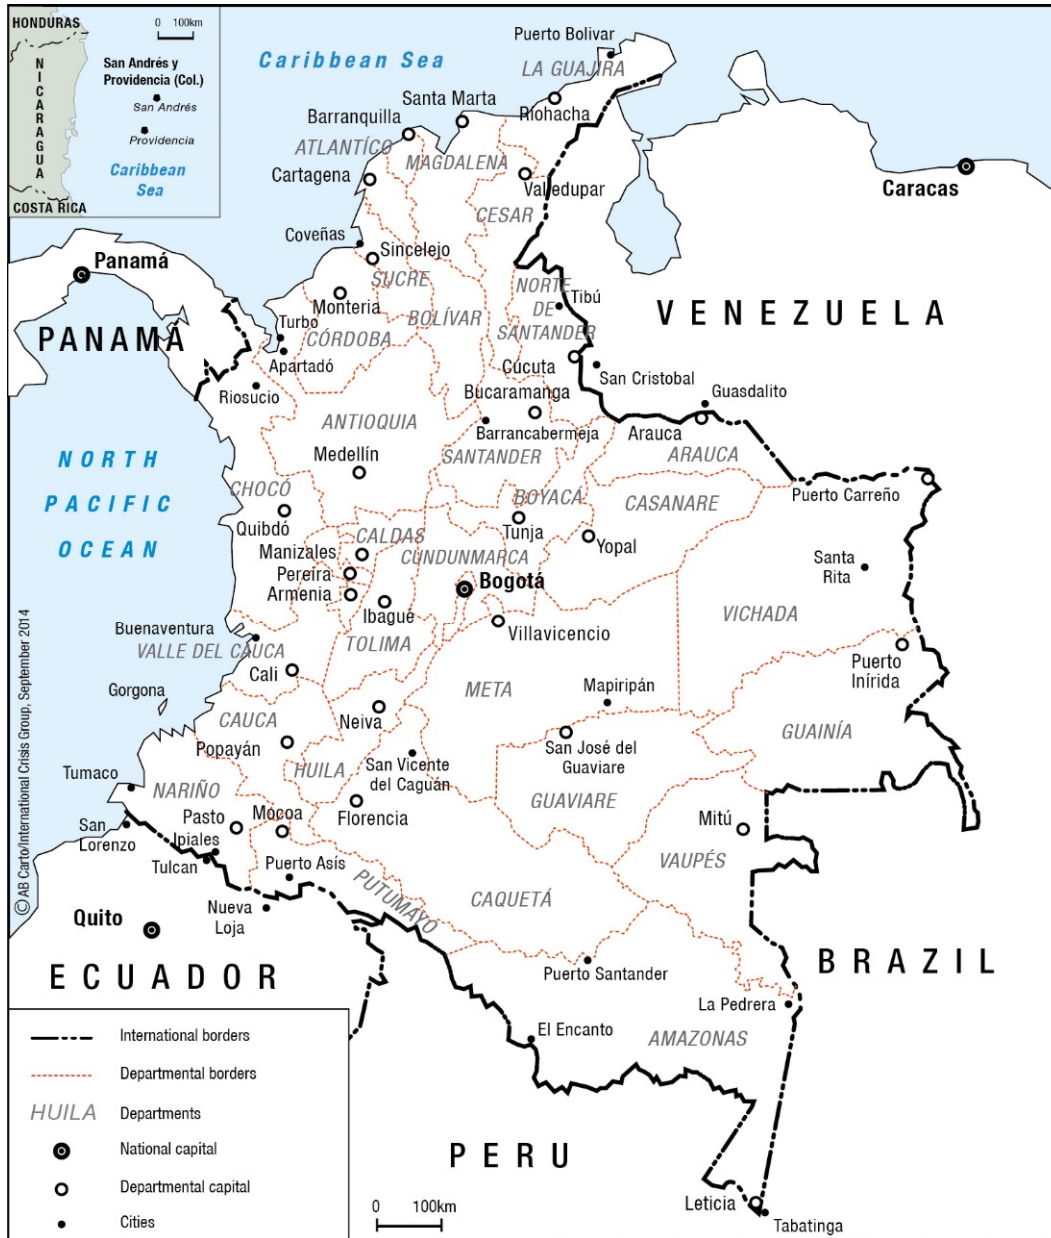 HONDURAS
NICARAGUA
COSTA RICA
0 100km
San Andrés y
Providencia (Col.)
San Andrés
Providencia
Caribbean
Sea
Caribbean Sea
Puerto Bolivar
LA GUAJIRA
Riohacha
Santa Marta
Barranquilla
ATLANTÍCO
MAGDALENA
Cartagena
Valledupar
CESAR
Caracas
Coveñas
Sincelejo
SUCRE
Panamá
PANAMÁ
Monteria
CÓRDOBA
BOLÍVAR
NORTE
DE
SANTANDER
Tibú
VENEZUELA
Turbo
Apartadó
Riosucio
Cúcuta
San Cristobal
Bucaramanga
Guasdalito
ANTIOQUIA
Barrancabermeja
Arauca
ARAUCA
Medellín
SANTANDER
NORTH
PACIFIC
OCEAN
CHOCÓ
Quibdó
BOYACÁ
CASANARE
Puerto Carreño
Tunja
Yopal
CALDAS
CUNDUNMARCA
Manizales
Pereira
Armenia
Bogotá
Santa
Rita
Ibagué
VICHADA
Villavicencio
Buenaventura
VALLE DEL CAUCA
TOLIMA
Cali
Puerto
Inírida
Gorgona
META
Mapiripán
Neiva
CAUCA
Popayán
GUAINÍA
San José del
Guaviare
HUILA
San Vicente
del Caguán
Tumaco
NARIÑO
GUAVIARE
Florencia
Mocoa
Pasto
Ipiales
Mitú
San
Lorenzo
Tulcan
VAUPÉS
Puerto Asís
PUTUMAYO
CAQUETÁ
Nueva
Loja
Quito
ECUADOR
BRAZIL
Puerto Santander
La Pedrera
El Encanto
AMAZONAS
PERU
Leticia
Tabatinga
© AB Carto/International Crisis Group, September 2014
International borders
Departmental borders
HUILA Departments
National capital
Departmental capital
Cities
0 100km